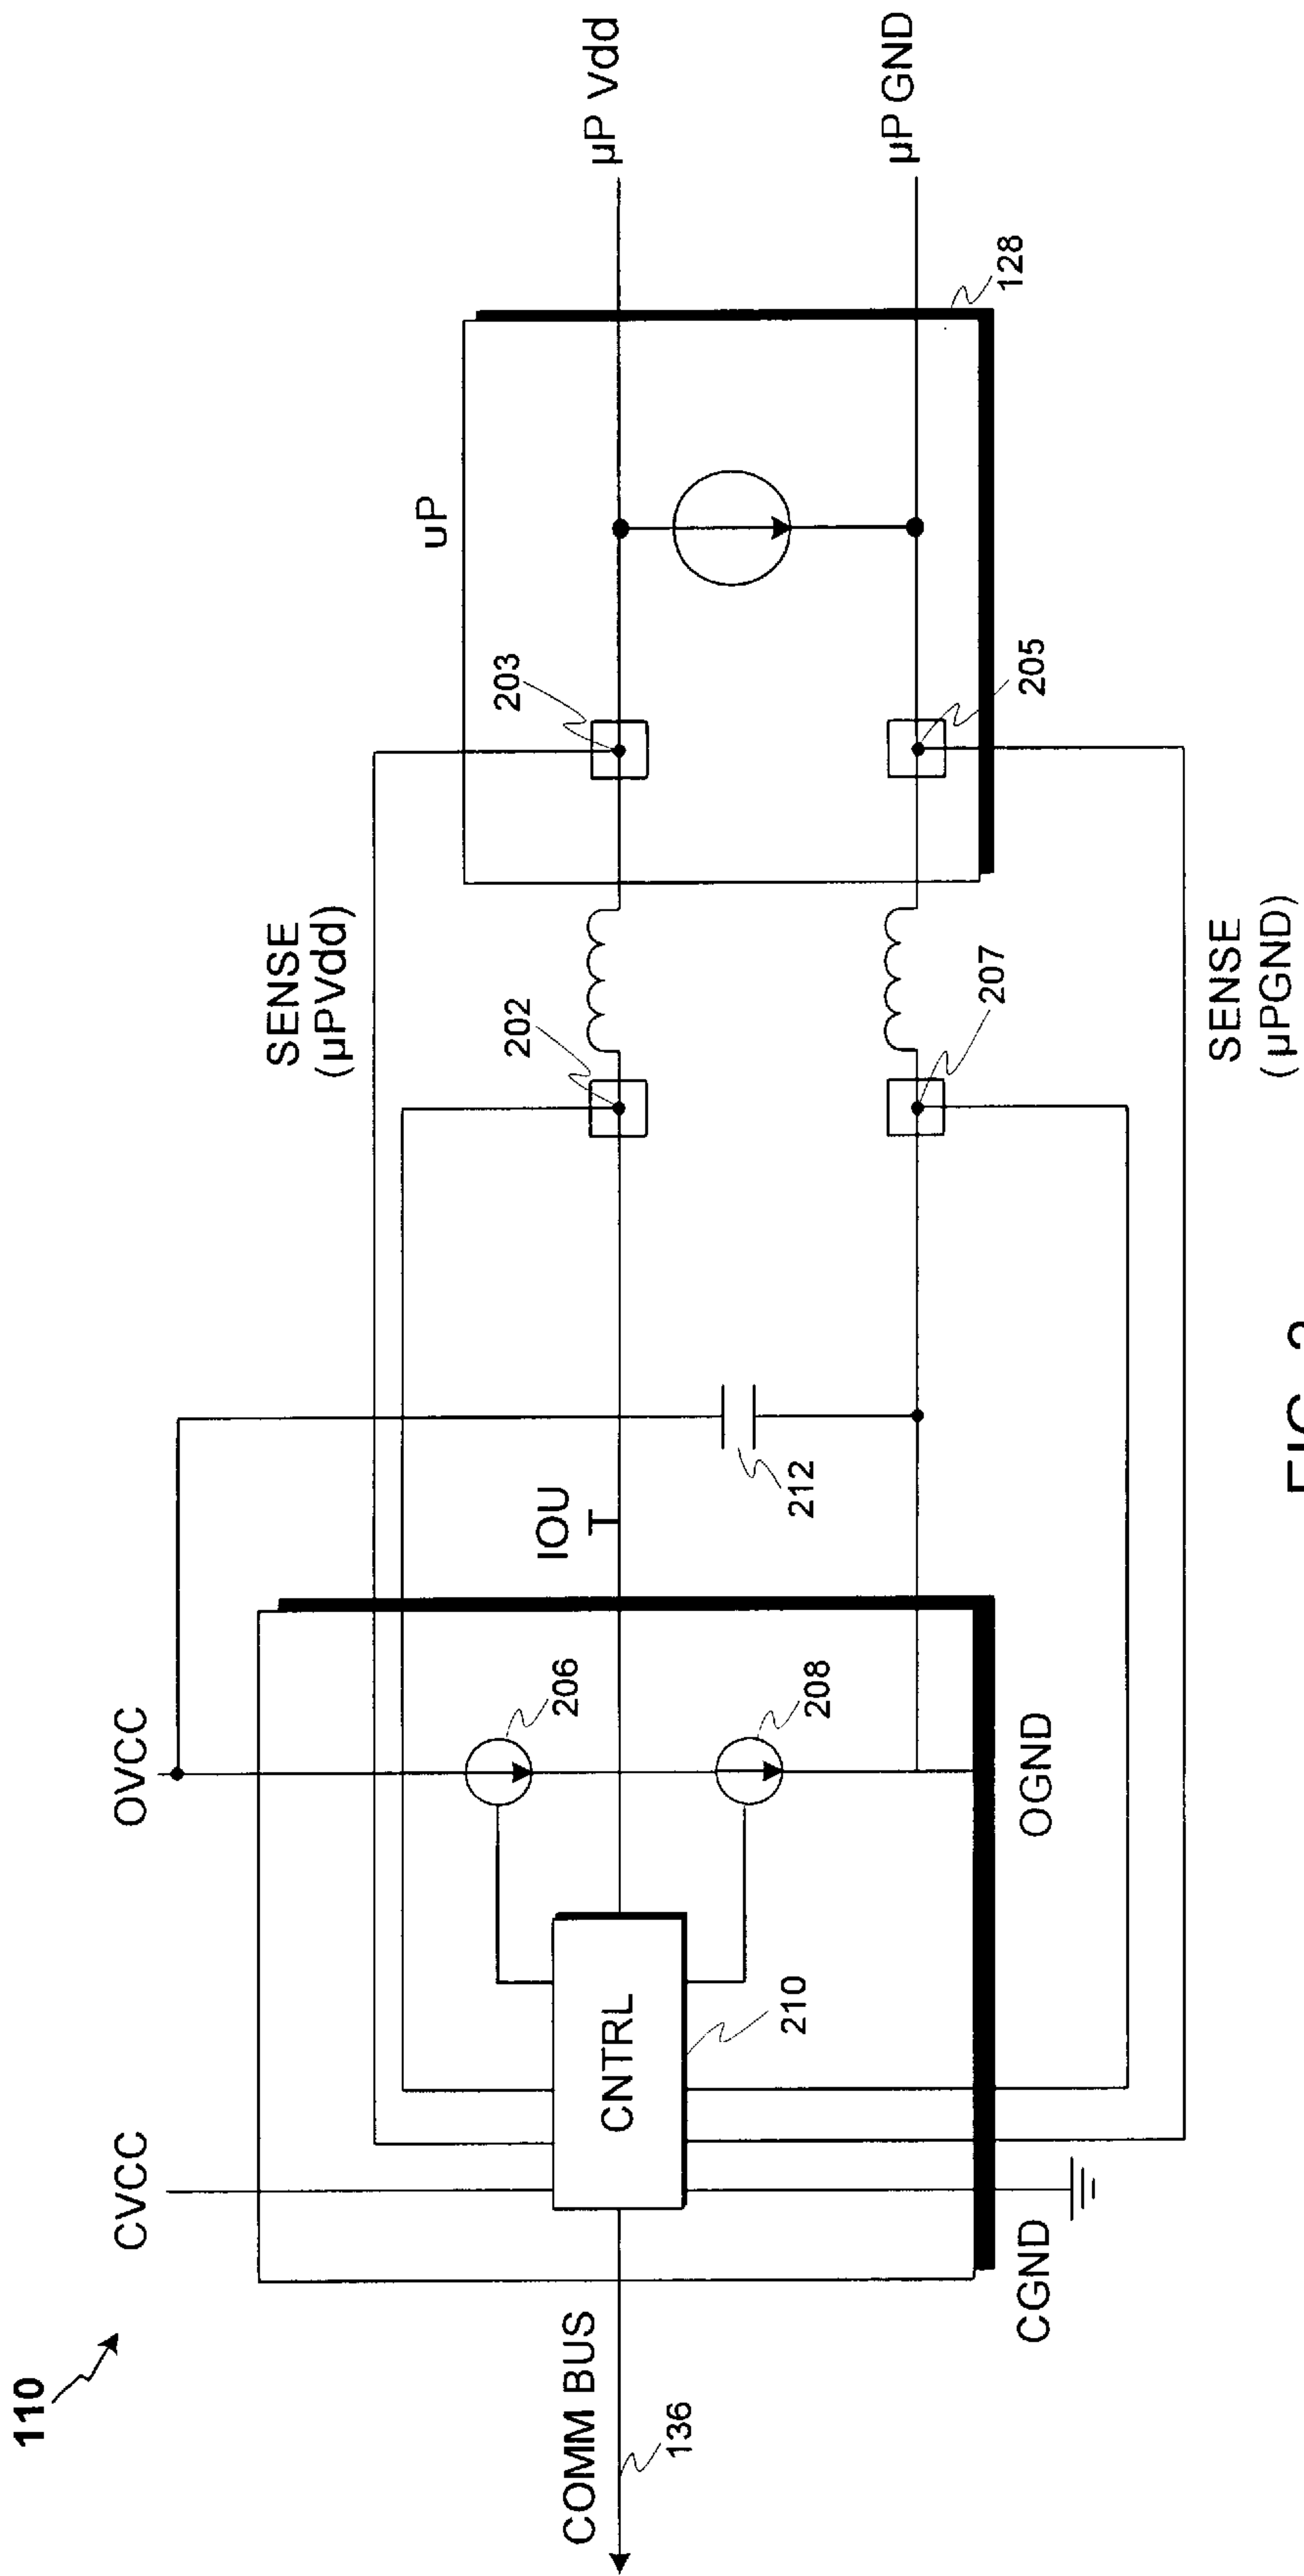 110
COMM BUS
136
CVCC
CGND
CNTRL
210
OVCC
OGND
206
208
IOU
212
SENSE
(µPVdd)
202
207
SENSE
(µPGND)
203
205
uP
128
µP Vdd
µP GND